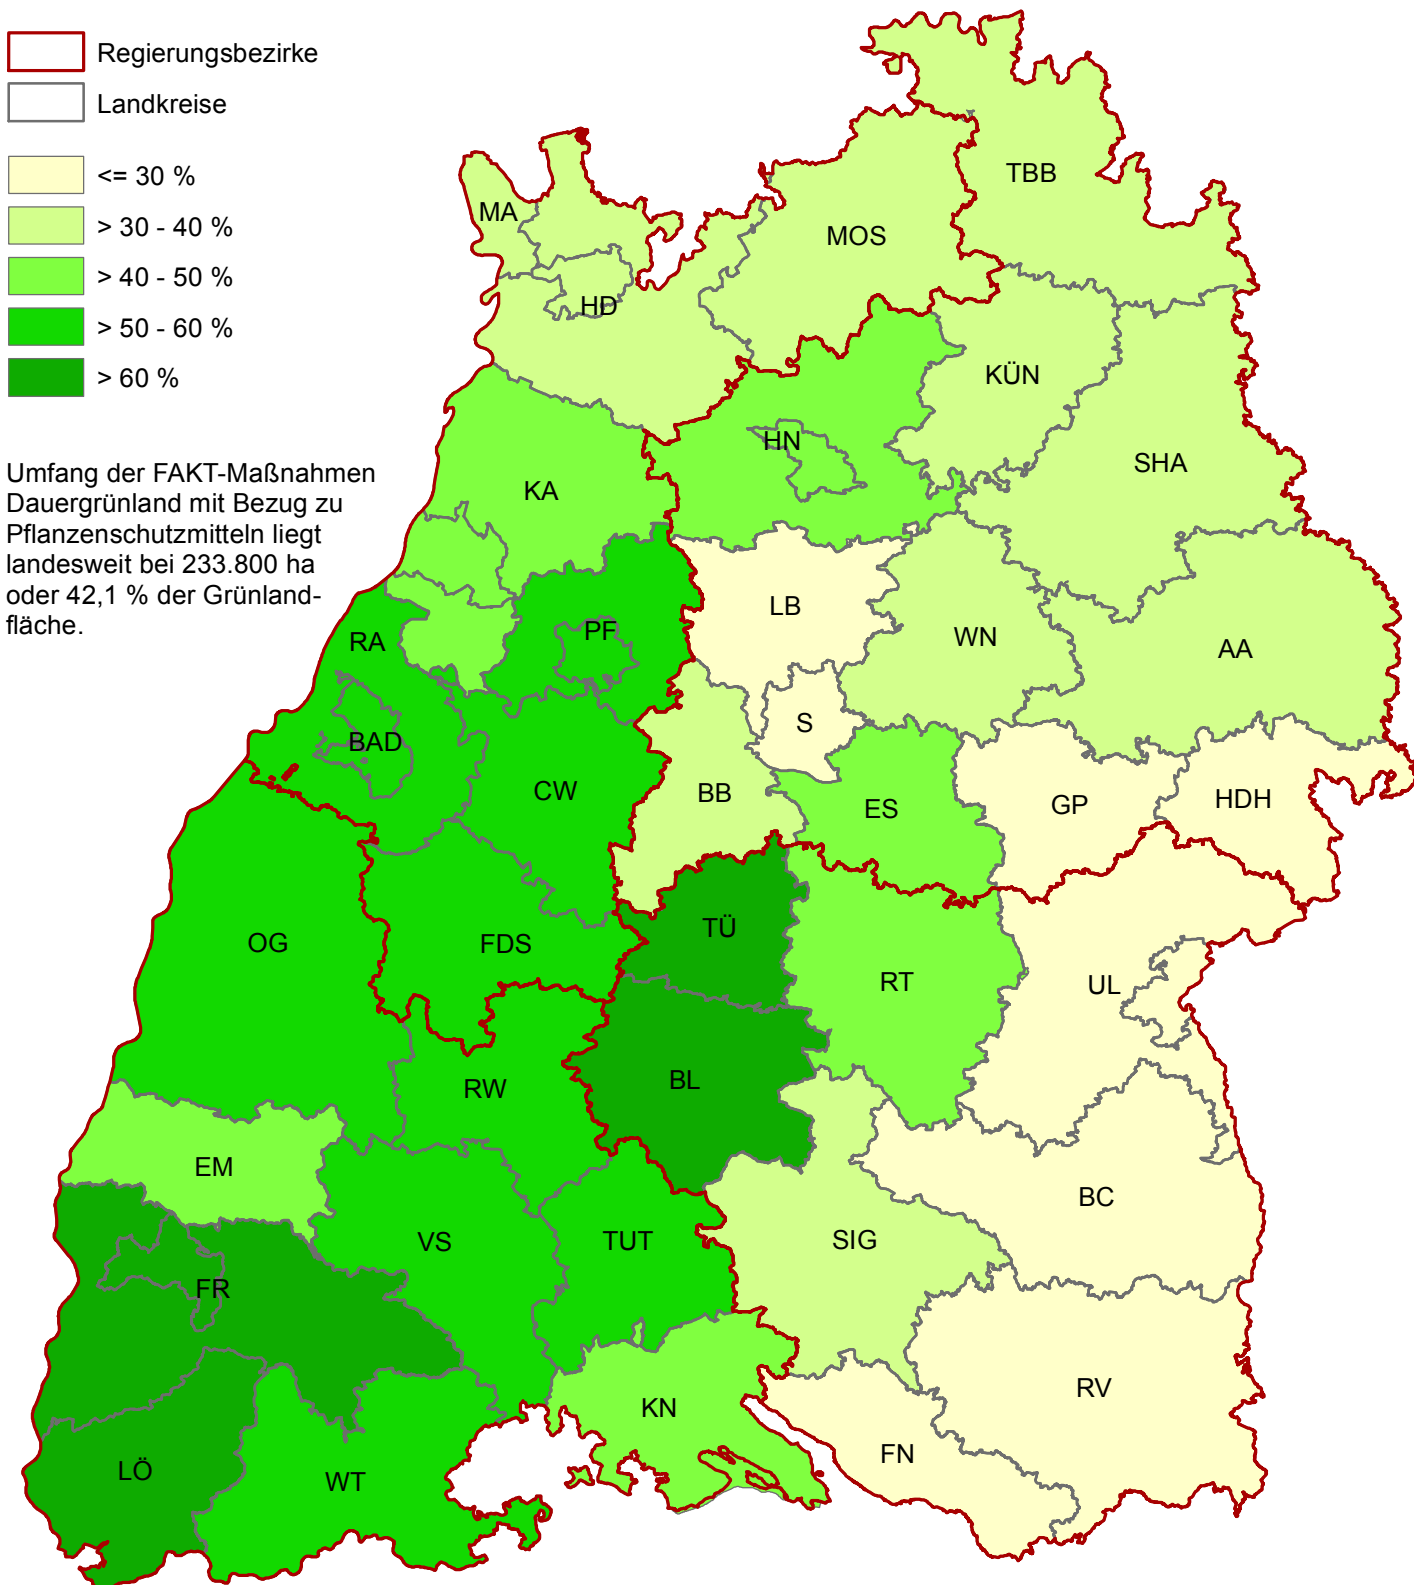 Regierungsbezirke
Landkreise
<= 30 %
> 30 - 40 %
> 40 - 50 %
> 50 - 60 %
> 60 %
Umfang der FAKT-Maßnahmen
Dauergrünland mit Bezug zu
Pflanzenschutzmitteln liegt
landesweit bei 233.800 ha
oder 42,1 % der Grünland-
fläche.
TBB
MA
MOS
HD
KÜN
HN
SHA
KA
LB
PF
WN
RA
AA
S
BAD
CW
BB
ES
GP
HDH
TÜ
OG
FDS
RT
UL
BL
RW
EM
BC
VS
TUT
SIG
FR
RV
KN
FN
LÖ
WT